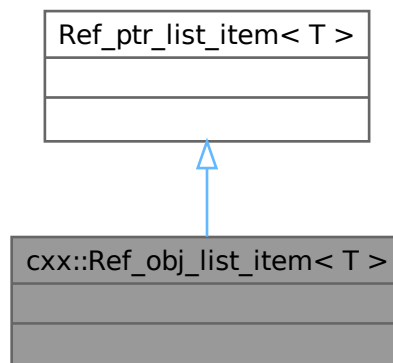 Ref_ptr_list_item< T >
cxx::Ref_obj_list_item< T >